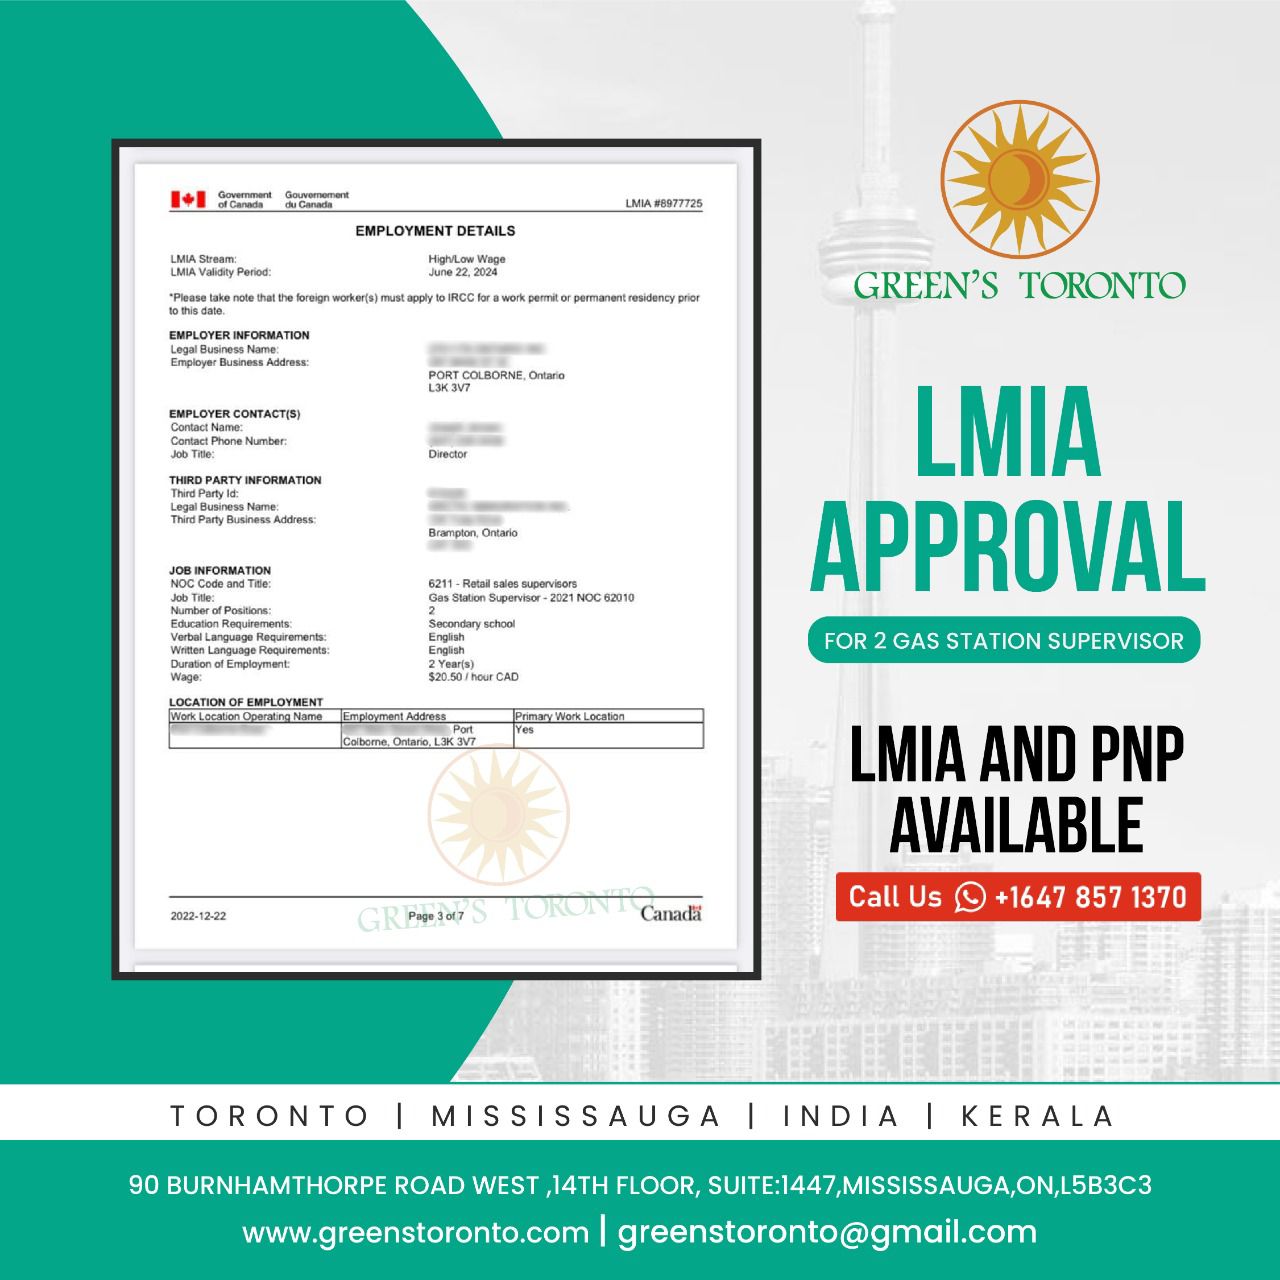 Government of Canada
Gouvernement du Canada
LMIA #8977725
EMPLOYMENT DETAILS
LMIA Stream: High/Low Wage
LMIA Validity Period: June 22, 2024
*Please take note that the foreign worker(s) must apply to IRCC for a work permit or permanent residency prior
to this date.
EMPLOYER INFORMATION
Legal Business Name:
Employer Business Address:
PORT COLBORNE, Ontario
L3K 3V7
EMPLOYER CONTACT(S)
Contact Name:
Contact Phone Number:
Job Title: Director
THIRD PARTY INFORMATION
Third Party Id:
Legal Business Name:
Third Party Business Address:
Brampton, Ontario
JOB INFORMATION
NOC Code and Title: 6211 - Retail sales supervisors
Job Title: Gas Station Supervisor - 2021 NOC 62010
Number of Positions: 2
Education Requirements: Secondary school
Verbal Language Requirements: English
Written Language Requirements: English
Duration of Employment: 2 Year(s)
Wage: $20.50 / hour CAD
LOCATION OF EMPLOYMENT
Work Location Operating Name Employment Address Primary Work Location
Port Yes
Colborne, Ontario, L3K 3V7
GREEN'S TORONTO
2022-12-22 Page 3 of 7 Canada
GREEN'S TORONTO
LMIA
APPROVAL
FOR 2 GAS STATION SUPERVISOR
LMIA AND PNP
AVAILABLE
Call Us +1647 857 1370
TORONTO | MISSISSAUGA | INDIA | KERALA
90 BURNHAMTHORPE ROAD WEST ,14TH FLOOR, SUITE:1447,MISSISSAUGA,ON,L5B3C3
www.greenstoronto.com | greenstoronto@gmail.com